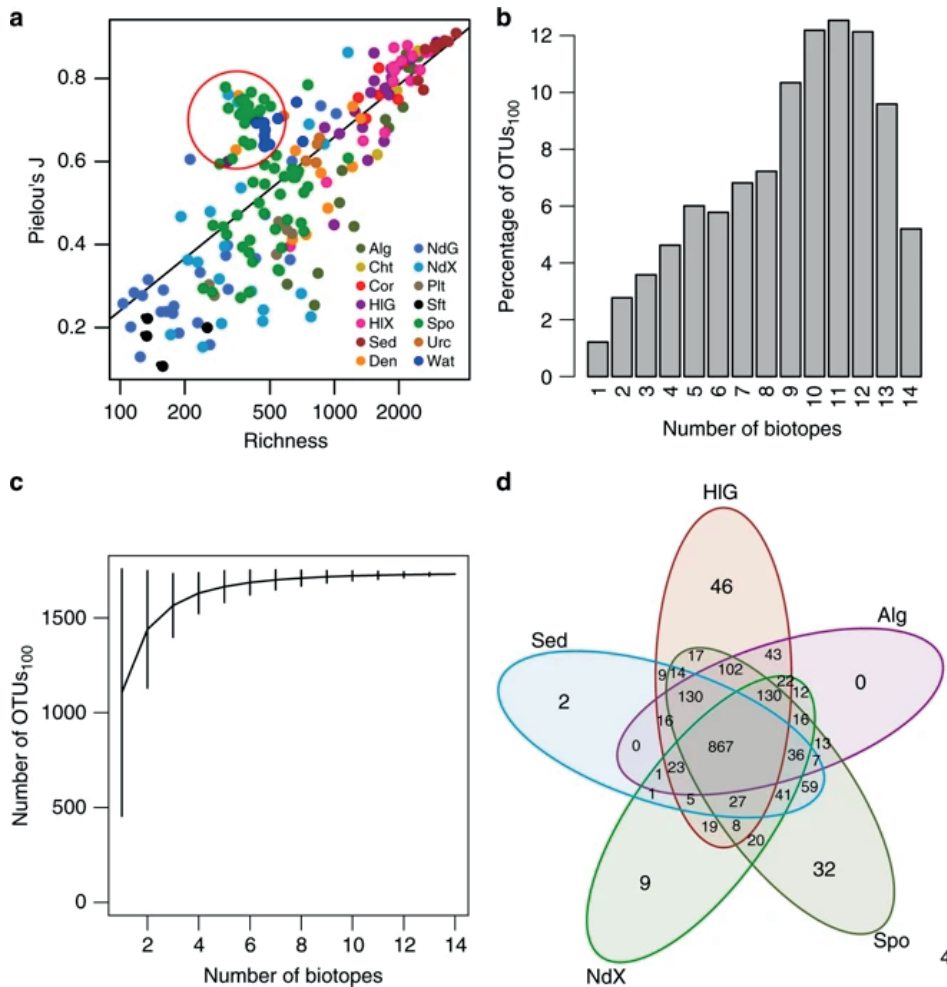 a
Pielou's J
0.8
0.6
0.4
0.2
100 200 500 1000 2000
Richness
Alg NdG
Cht NdX
Cor Plt
HlG Sft
HlX Spo
Sed Urc
Den Wat
b
Percentage of OTUs100
12
10
8
6
4
2
0
1 2 3 4 5 6 7 8 9 10 11 12 13 14
Number of biotopes
c
Number of OTUs100
1500
1000
500
0
2 4 6 8 10 12 14
Number of biotopes
d
HlG
46
Alg
Sed
17 43
9 14 102 22 12 0
2 130 130
16 16
0 867 36 13
1 23 7
1 5 27 41 59
19 8 20
9 32
Spo
NdX
4